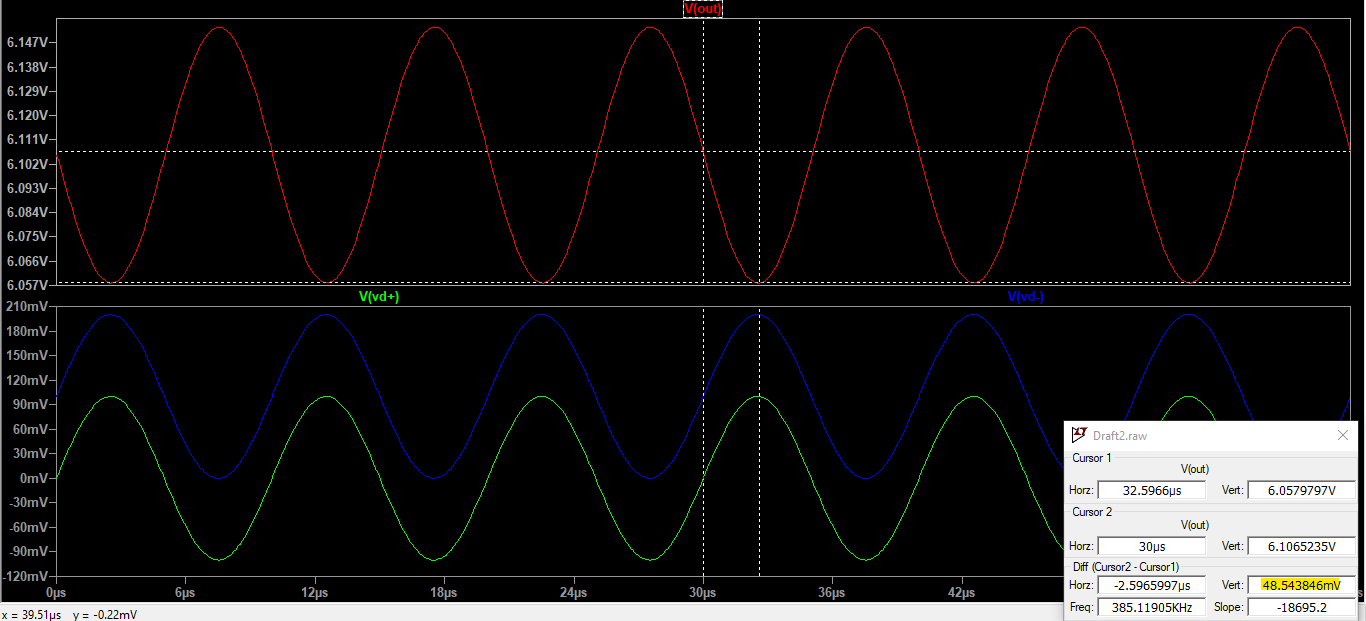 V(out)
6.147V
6.138V
6.129V
6.120V
6.111V
6.102V
6.093V
6.084V
6.075V
6.066V
6.057V
V(vd+) V(vd-)
210mV
180mV
150mV
120mV
90mV
60mV
30mV
0mV
-30mV
-60mV
-90mV
-120mV
0µs 6µs 12µs 18µs 24µs 30µs 36µs 42µs
Draft2.raw
Cursor 1
V(out)
Horz: 32.5966µs Vert: 6.0579797V
Cursor 2
V(out)
Horz: 30µs Vert: 6.1065235V
Diff (Cursor2 - Cursor1)
Horz: -2.5965997µs Vert: 48.543846mV
Freq: 385.11905KHz Slope: -18695.2
x = 39.51µs y = -0.22mV